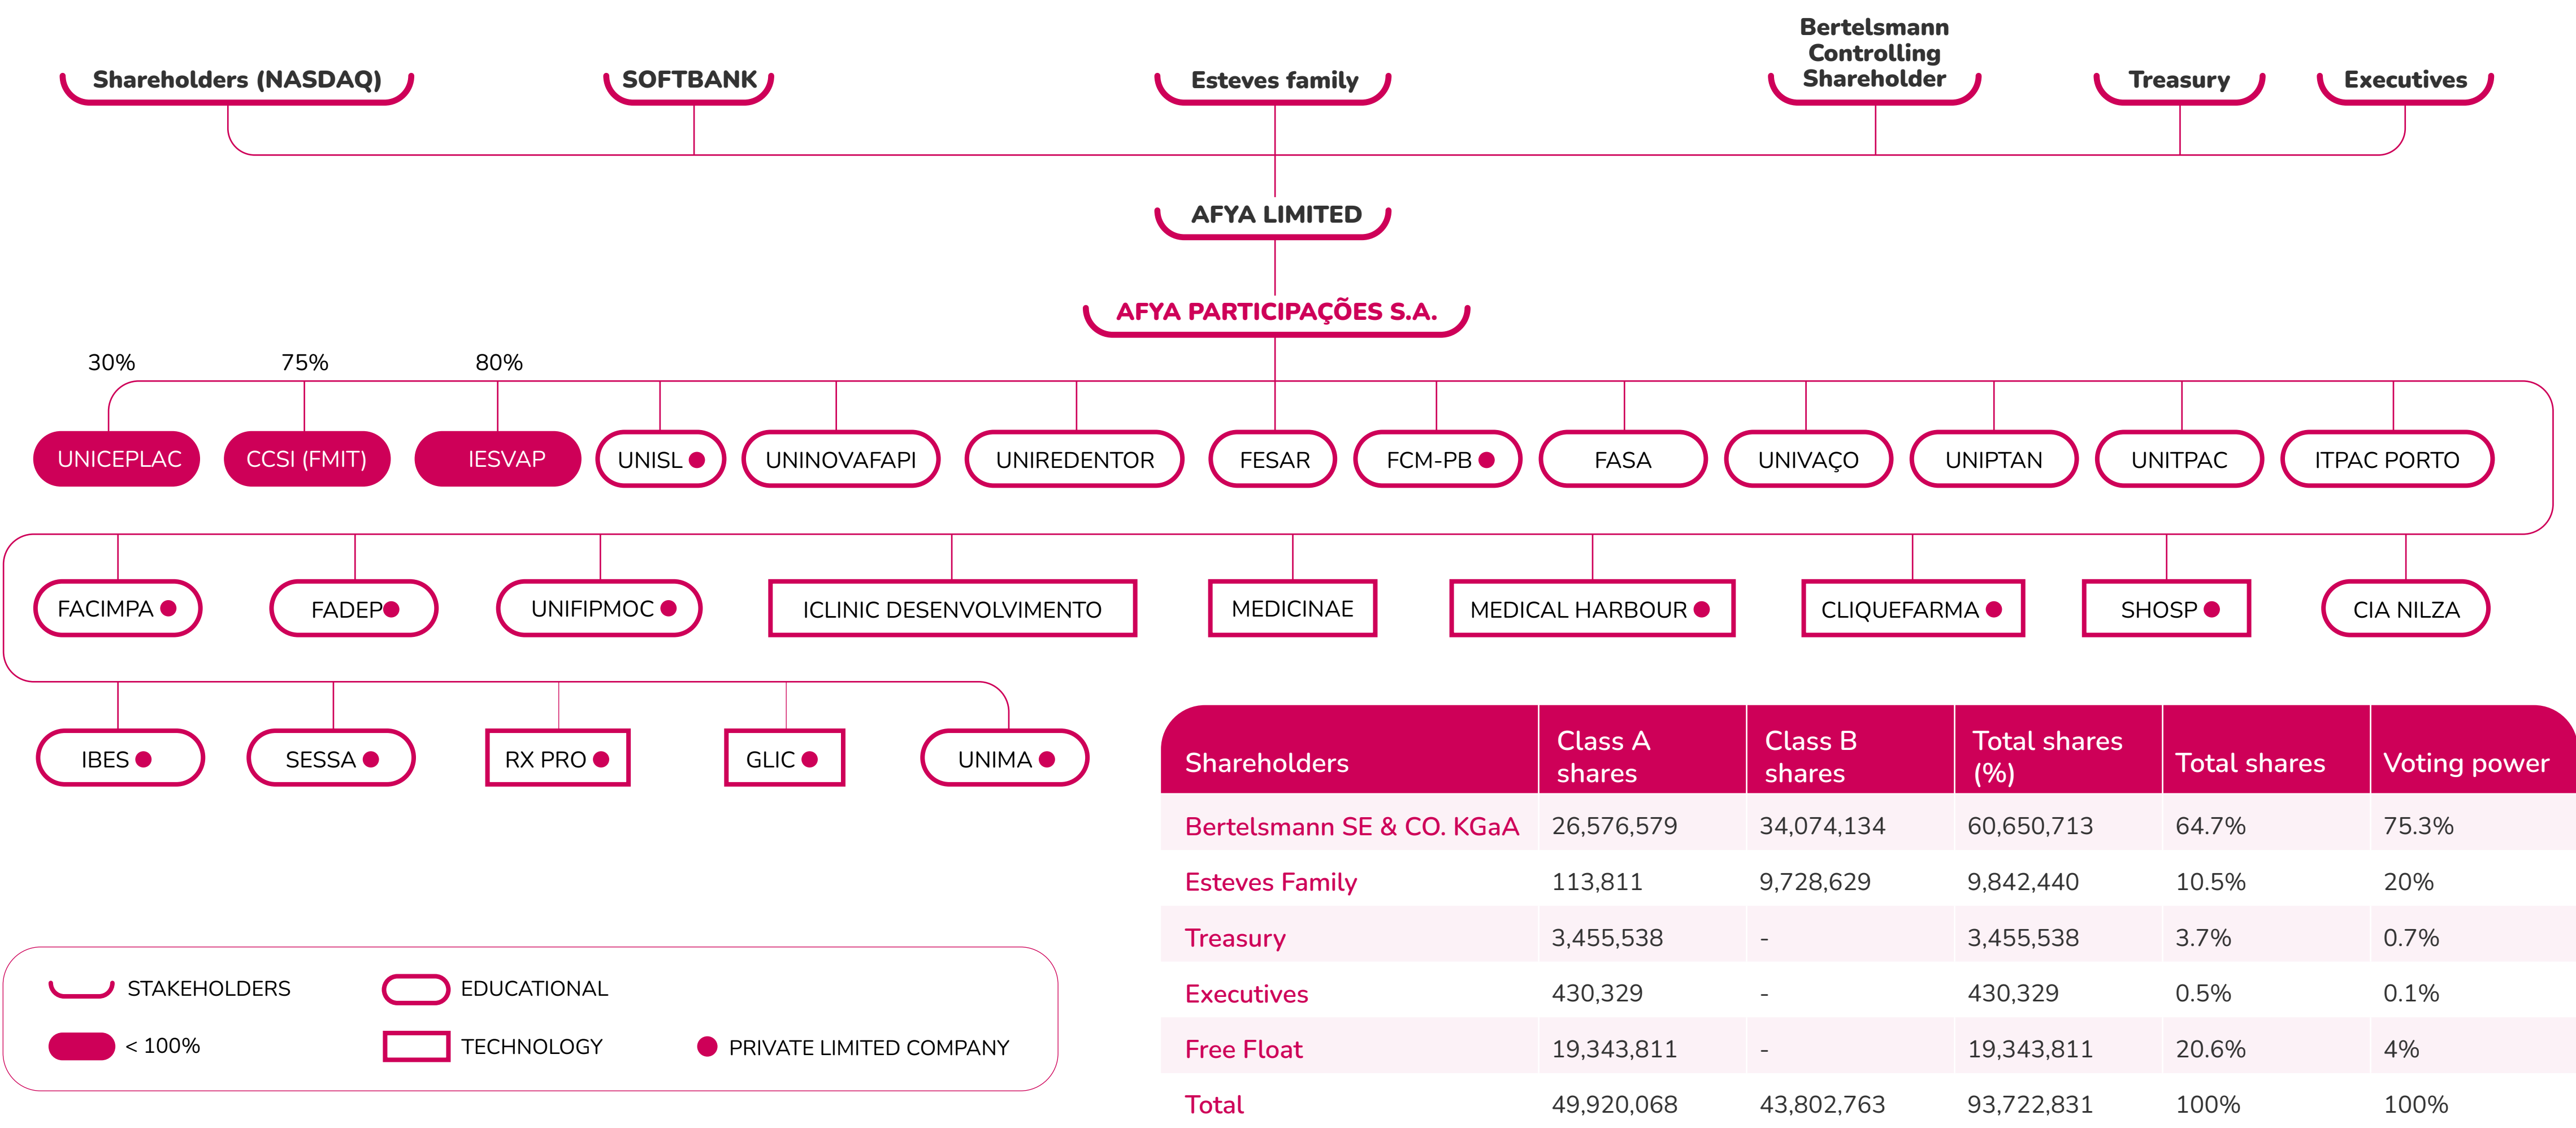 Bertelsmann
Controlling
Shareholder
Shareholders (NASDAQ)
SOFTBANK
Esteves family
Treasury
Executives
AFYA LIMITED
AFYA PARTICIPAÇÕES S.A.
30%
75%
80%
UNICEPLAC
CCSI (FMIT)
IESVAP
UNISL
UNINOVAFAPI
UNIREDENTOR
FESAR
FCM-PB
FASA
UNIVAÇO
UNIPTAN
UNITPAC
ITPAC PORTO
FACIMPA
FADEP
UNIFIPMOC
ICLINIC DESENVOLVIMENTO
MEDICINAE
MEDICAL HARBOUR
CLIQUEFARMA
SHOSP
CIA NILZA
IBES
SESSA
RX PRO
GLIC
UNIMA
Shareholders
Class A
shares
Class B
shares
Total shares
(%)
Total shares
Voting power
Bertelsmann SE & CO. KGaA 26,576,579 34,074,134 60,650,713 64.7% 75.3%
Esteves Family 113,811 9,728,629 9,842,440 10.5% 20%
Treasury 3,455,538 - 3,455,538 3.7% 0.7%
Executives 430,329 - 430,329 0.5% 0.1%
Free Float 19,343,811 - 19,343,811 20.6% 4%
Total 49,920,068 43,802,763 93,722,831 100% 100%
STAKEHOLDERS
EDUCATIONAL
< 100%
TECHNOLOGY
PRIVATE LIMITED COMPANY